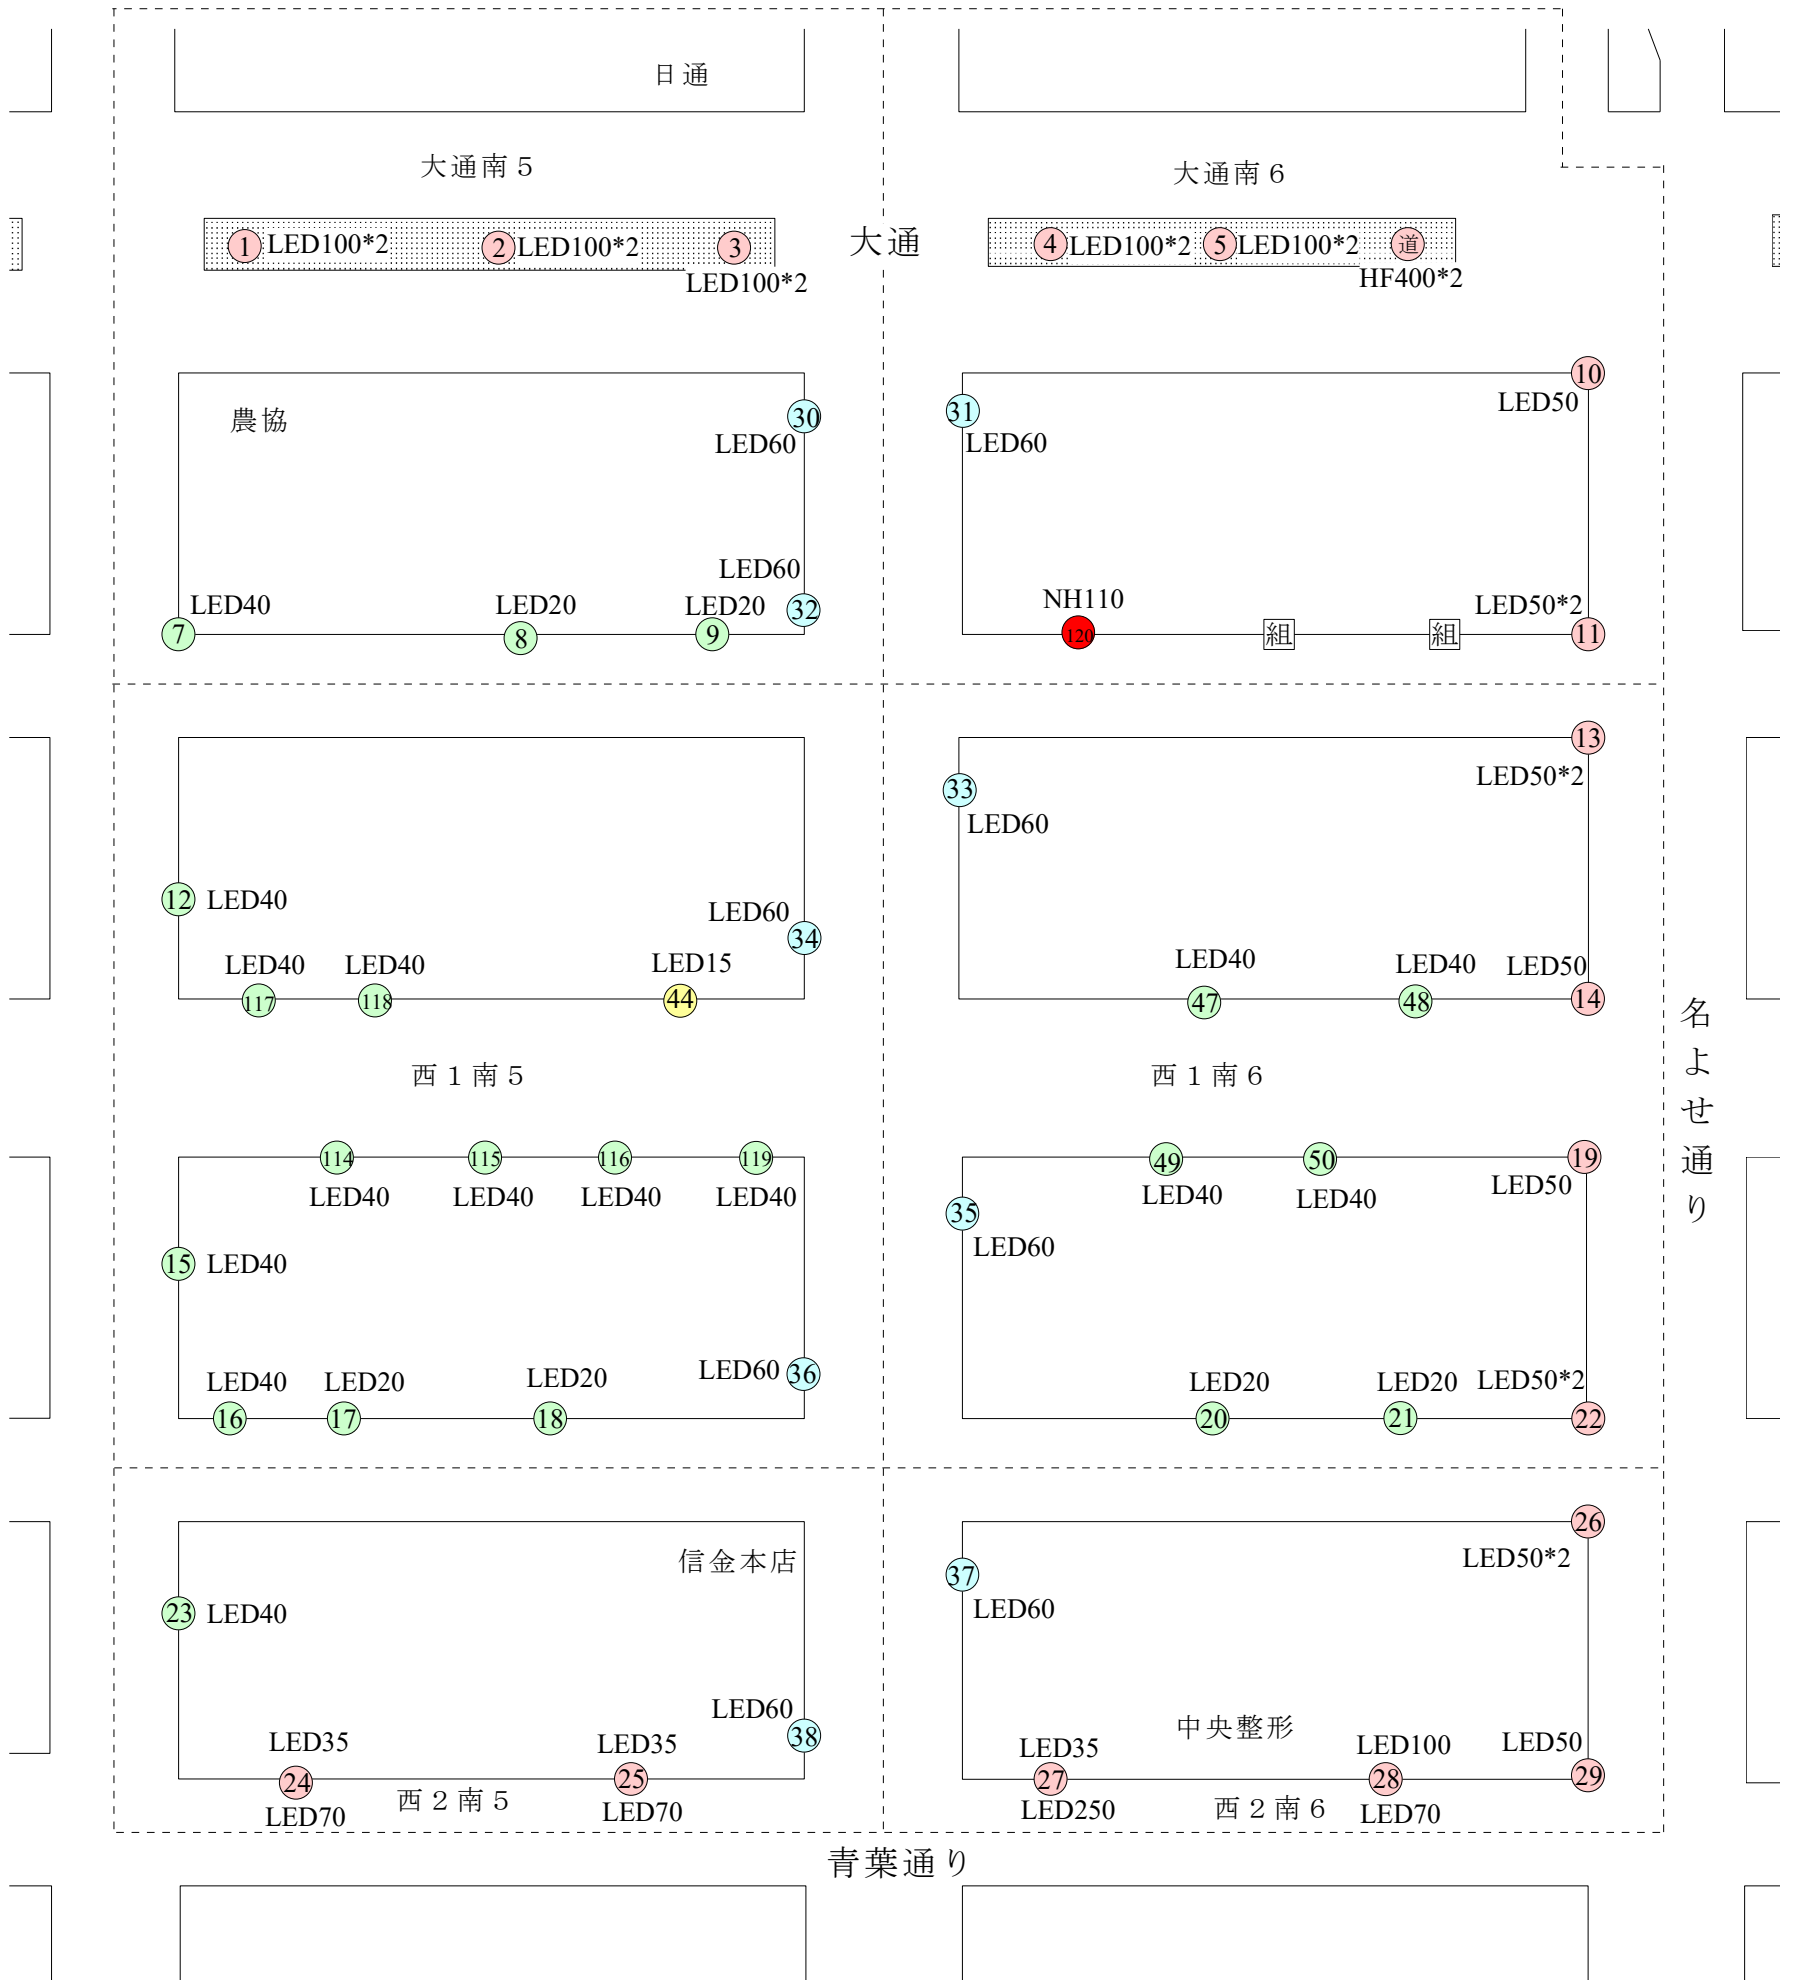 日通
大通南５
大通南６
1 LED100*2
2 LED100*2
3
LED100*2
大通
4 LED100*2
5 LED100*2
道
HF400*2
農協
30
LED60
31
LED60
10
LED50
LED60
32
LED40
7
LED20
8
LED20
9
NH110
120
組
組
LED50*2
11
13
LED50*2
33
LED60
12 LED40
LED60
34
LED40
117
LED40
118
LED15
44
LED40
47
LED40
48
LED50
14
名よせ通り
西１南５
西１南６
114
LED40
115
LED40
116
LED40
119
LED40
49
LED40
50
LED40
19
LED50
35
LED60
15 LED40
LED60 36
LED40
16
LED20
17
LED20
18
LED20
20
LED20
21
LED50*2
22
信金本店
26
LED50*2
37
LED60
23 LED40
LED60
38
中央整形
LED35
24
LED70
LED35
25
LED70
西２南５
LED35
27
LED250
LED100
28
LED70
LED50
29
西２南６
青葉通り